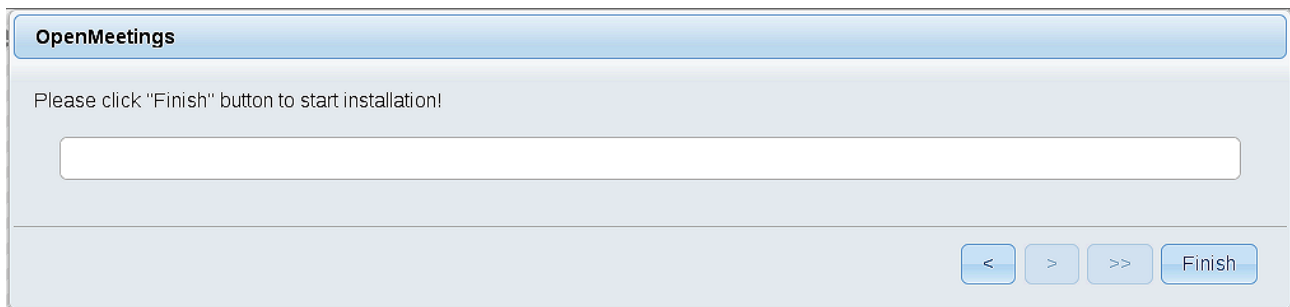 OpenMeetings
Please click "Finish" button to start installation!
< > >> Finish